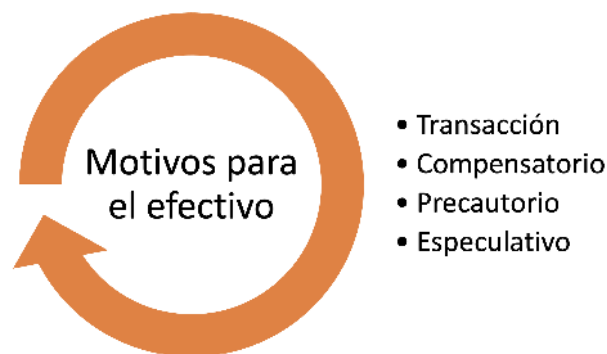 Motivos para
el efectivo
• Transacción
• Compensatorio
• Precautorio
• Especulativo